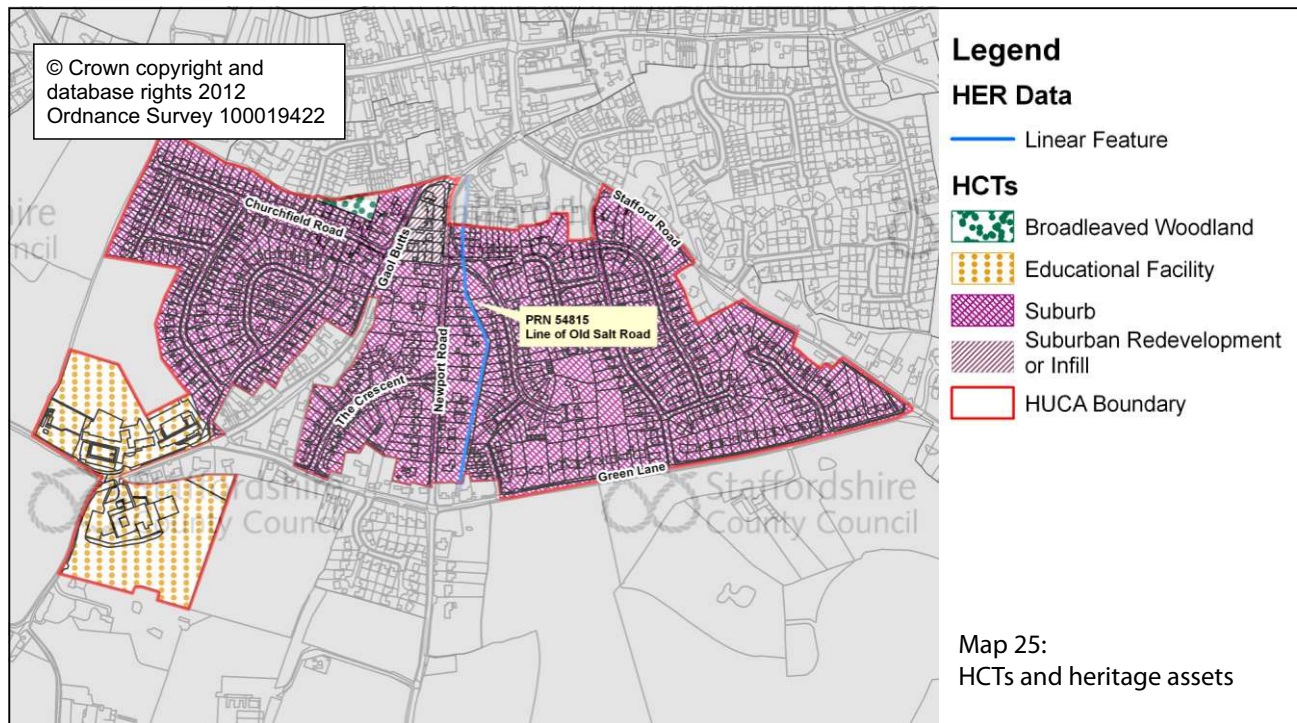 © Crown copyright and
database rights 2012
Ordnance Survey 100019422
Churchfield Road
Gaol Butts
Stafford Road
PRN 54815
Line of Old Salt Road
Newport Road
The Crescent
Green Lane
Staffordshire
County Council
Staffordshire
County Council
Legend
HER Data
Linear Feature
HCTs
Broadleaved Woodland
Educational Facility
Suburb
Suburban Redevelopment
or Infill
HUCA Boundary
Map 25:
HCTs and heritage assets